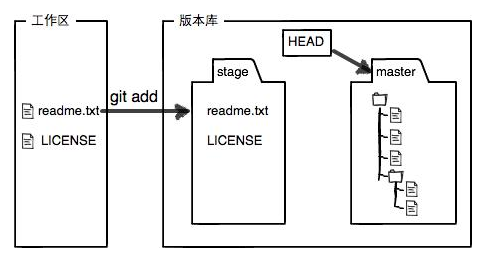 工作区
版本库
HEAD
stage
master
git add
readme.txt
readme.txt
LICENSE
LICENSE